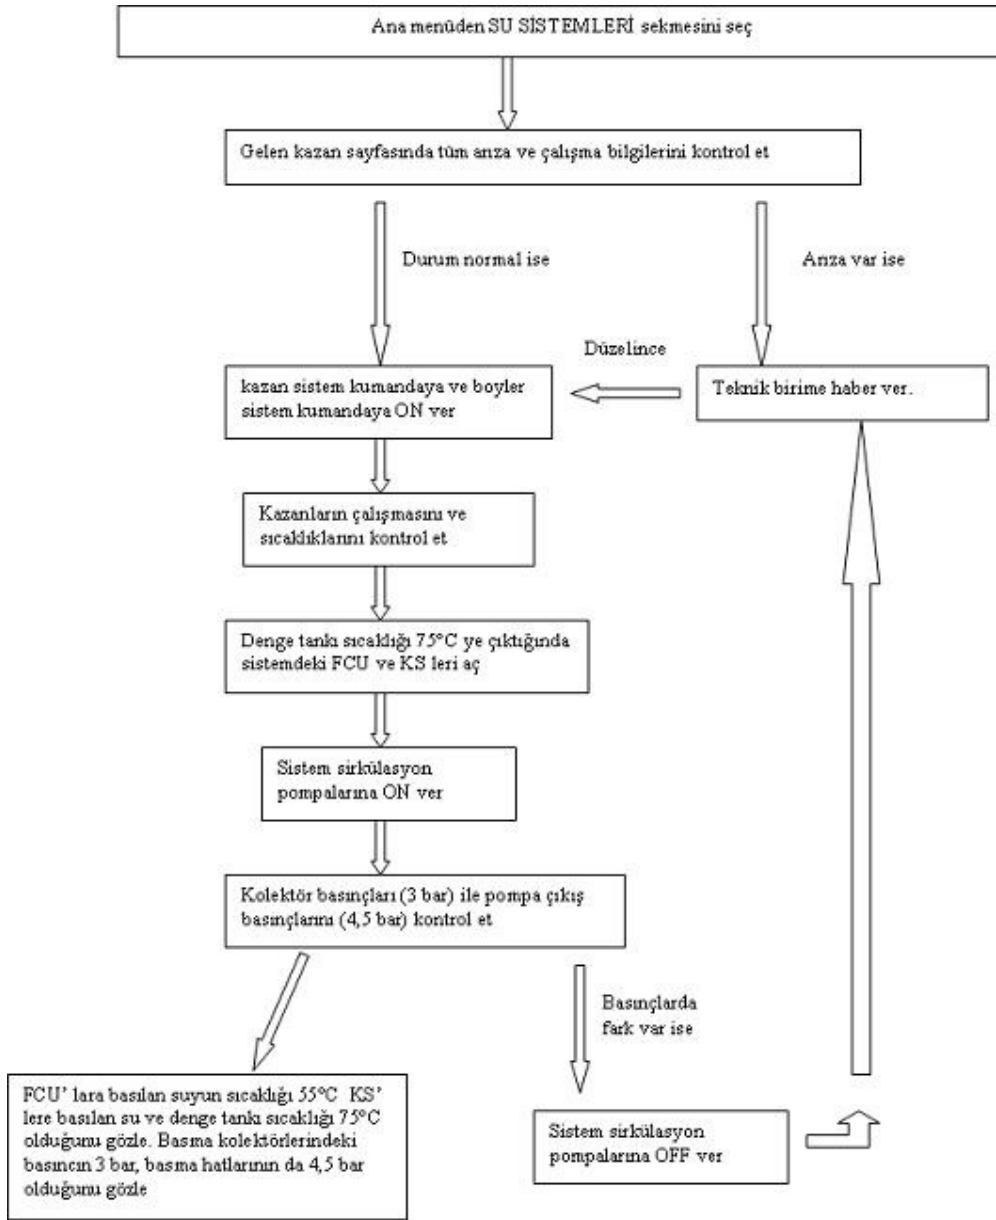 Ana menüden SU SİSTEMLERİ sekmesini seç
Gelen kazan sayfasında tüm arıza ve çalışma bilgilerini kontrol et
Durum normal ise
Arıza var ise
Düzelince
kazan sistem kumandaya ve boyler
sistem kumandaya ON ver
Teknik birime haber ver.
Kazanların çalışmasını ve
sıcaklıklarını kontrol et
Denge tankı sıcaklığı 75°C ye çıktığında
sistemdeki FCU ve KS leri aç
Sistem sirkülasyon
pompalarına ON ver
Kolektör basınçları (3 bar) ile pompa çıkış
basınçlarını (4,5 bar) kontrol et
Basınçlarda
fark var ise
FCU’ lara basılan suyun sıcaklığı 55°C KS’
lere basılan su ve denge tankı sıcaklığı 75°C
olduğunu gözle. Basma kolektörlerindeki
basıncın 3 bar, basma hatlarının da 4,5 bar
olduğunu gözle
Sistem sirkülasyon
pompalarına OFF ver